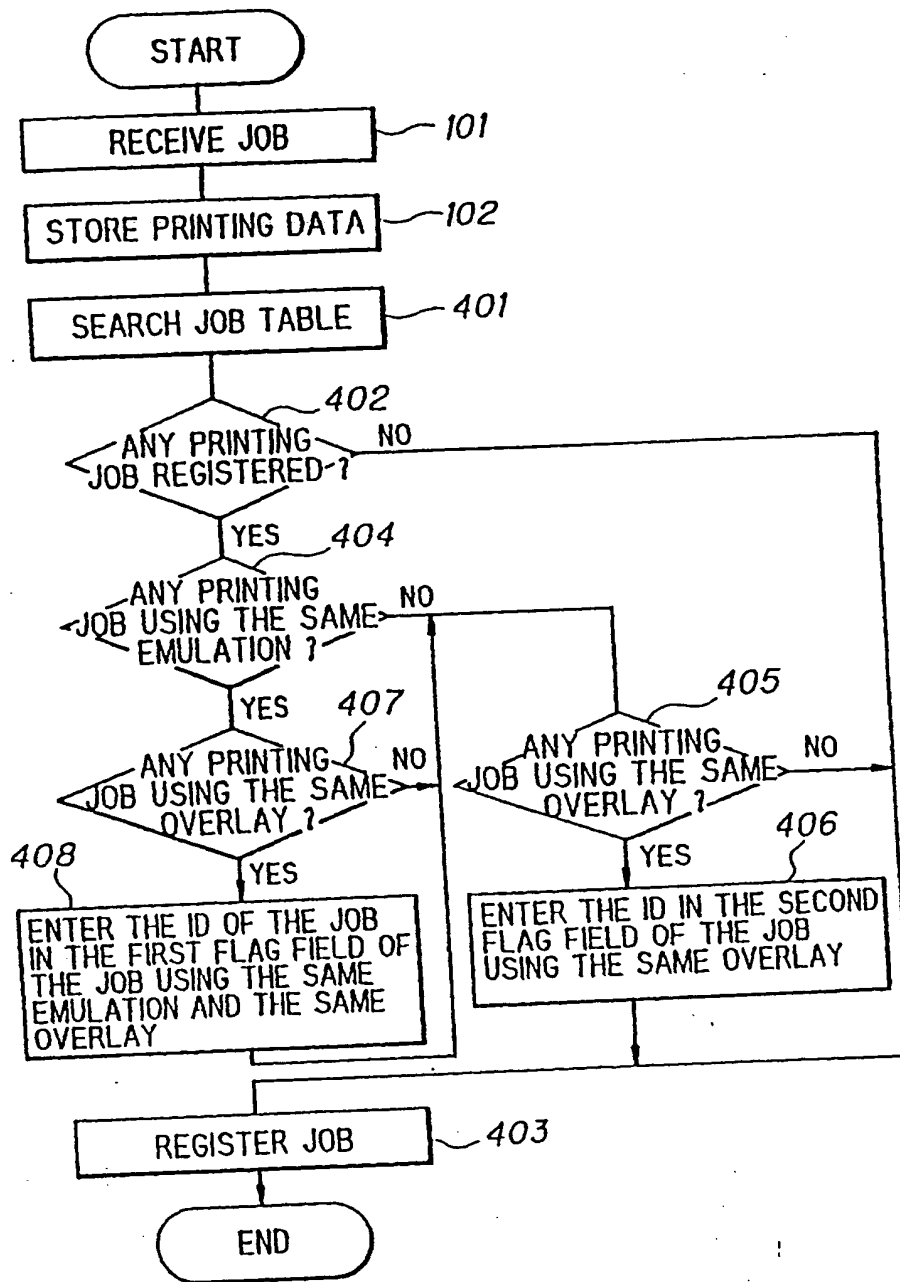 START
RECEIVE JOB
101
STORE PRINTING DATA
102
SEARCH JOB TABLE
401
402
ANY PRINTING
JOB REGISTERED ?
NO
YES
404
ANY PRINTING
JOB USING THE SAME
EMULATION ?
NO
YES
407
ANY PRINTING
JOB USING THE SAME
OVERLAY ?
NO
YES
405
ANY PRINTING
JOB USING THE SAME
OVERLAY ?
NO
YES
408
ENTER THE ID OF THE JOB
IN THE FIRST FLAG FIELD OF
THE JOB USING THE SAME
EMULATION AND THE SAME
OVERLAY
406
ENTER THE ID IN THE SECOND
FLAG FIELD OF THE JOB
USING THE SAME OVERLAY
REGISTER JOB
403
END